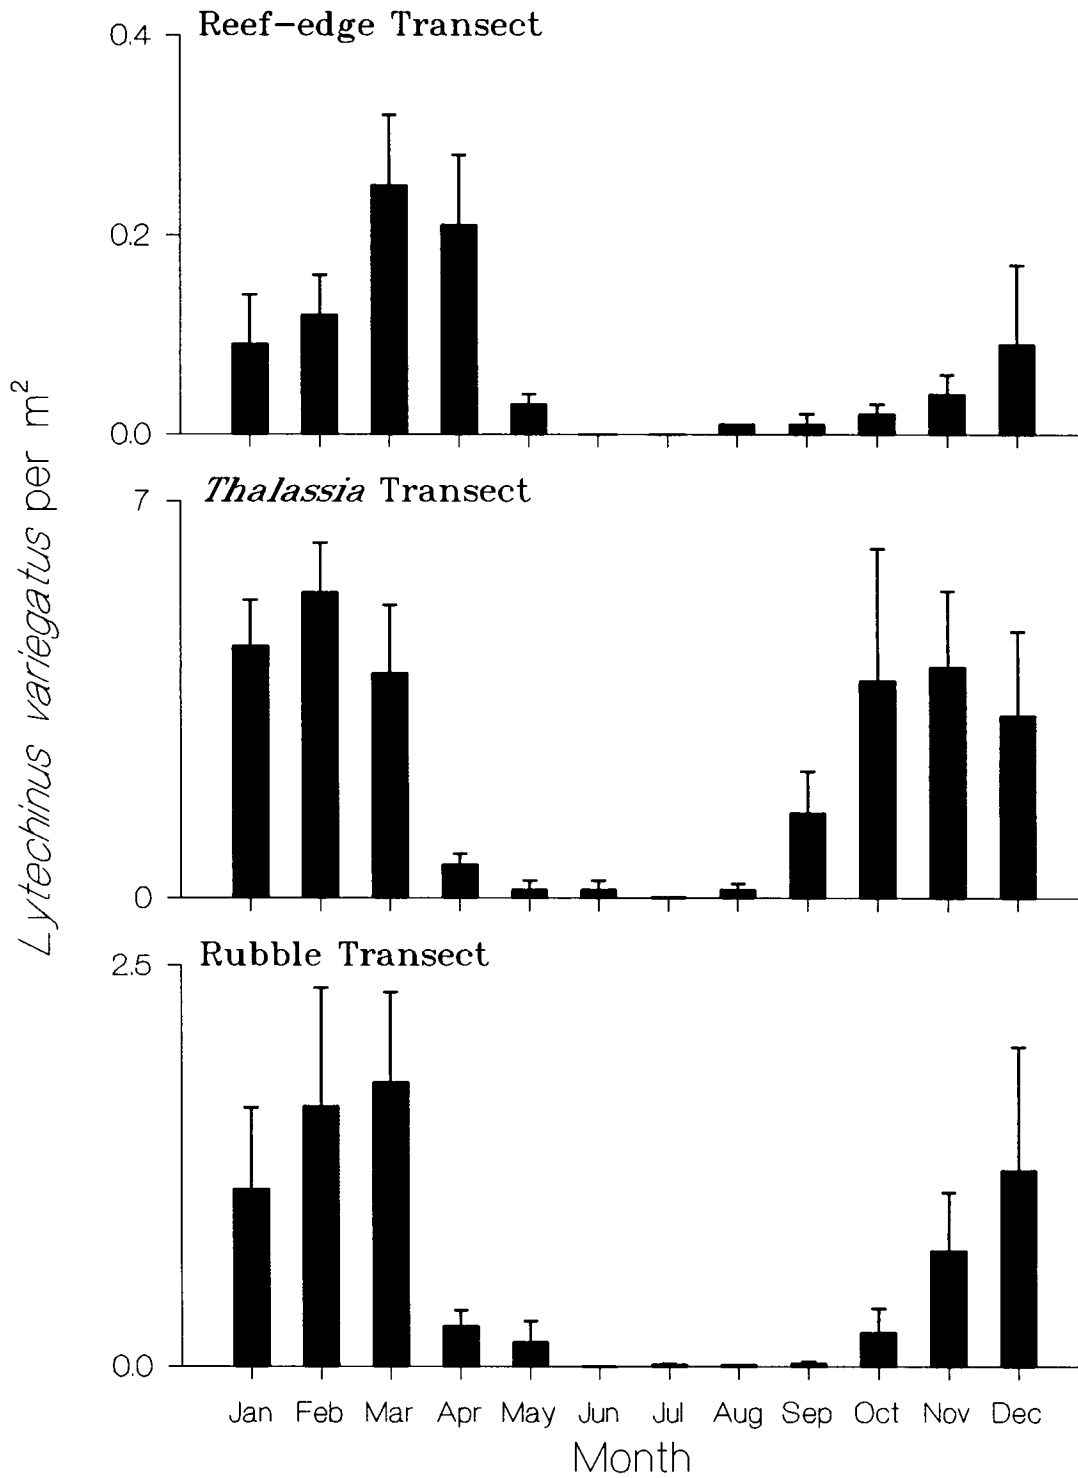 Reef-edge Transect
0.4
0.2
0.0
Lytechinus variegatus per m²
Thalassia Transect
7
0
Rubble Transect
2.5
0.0
Jan Feb Mar Apr May Jun Jul Aug Sep Oct Nov Dec
Month